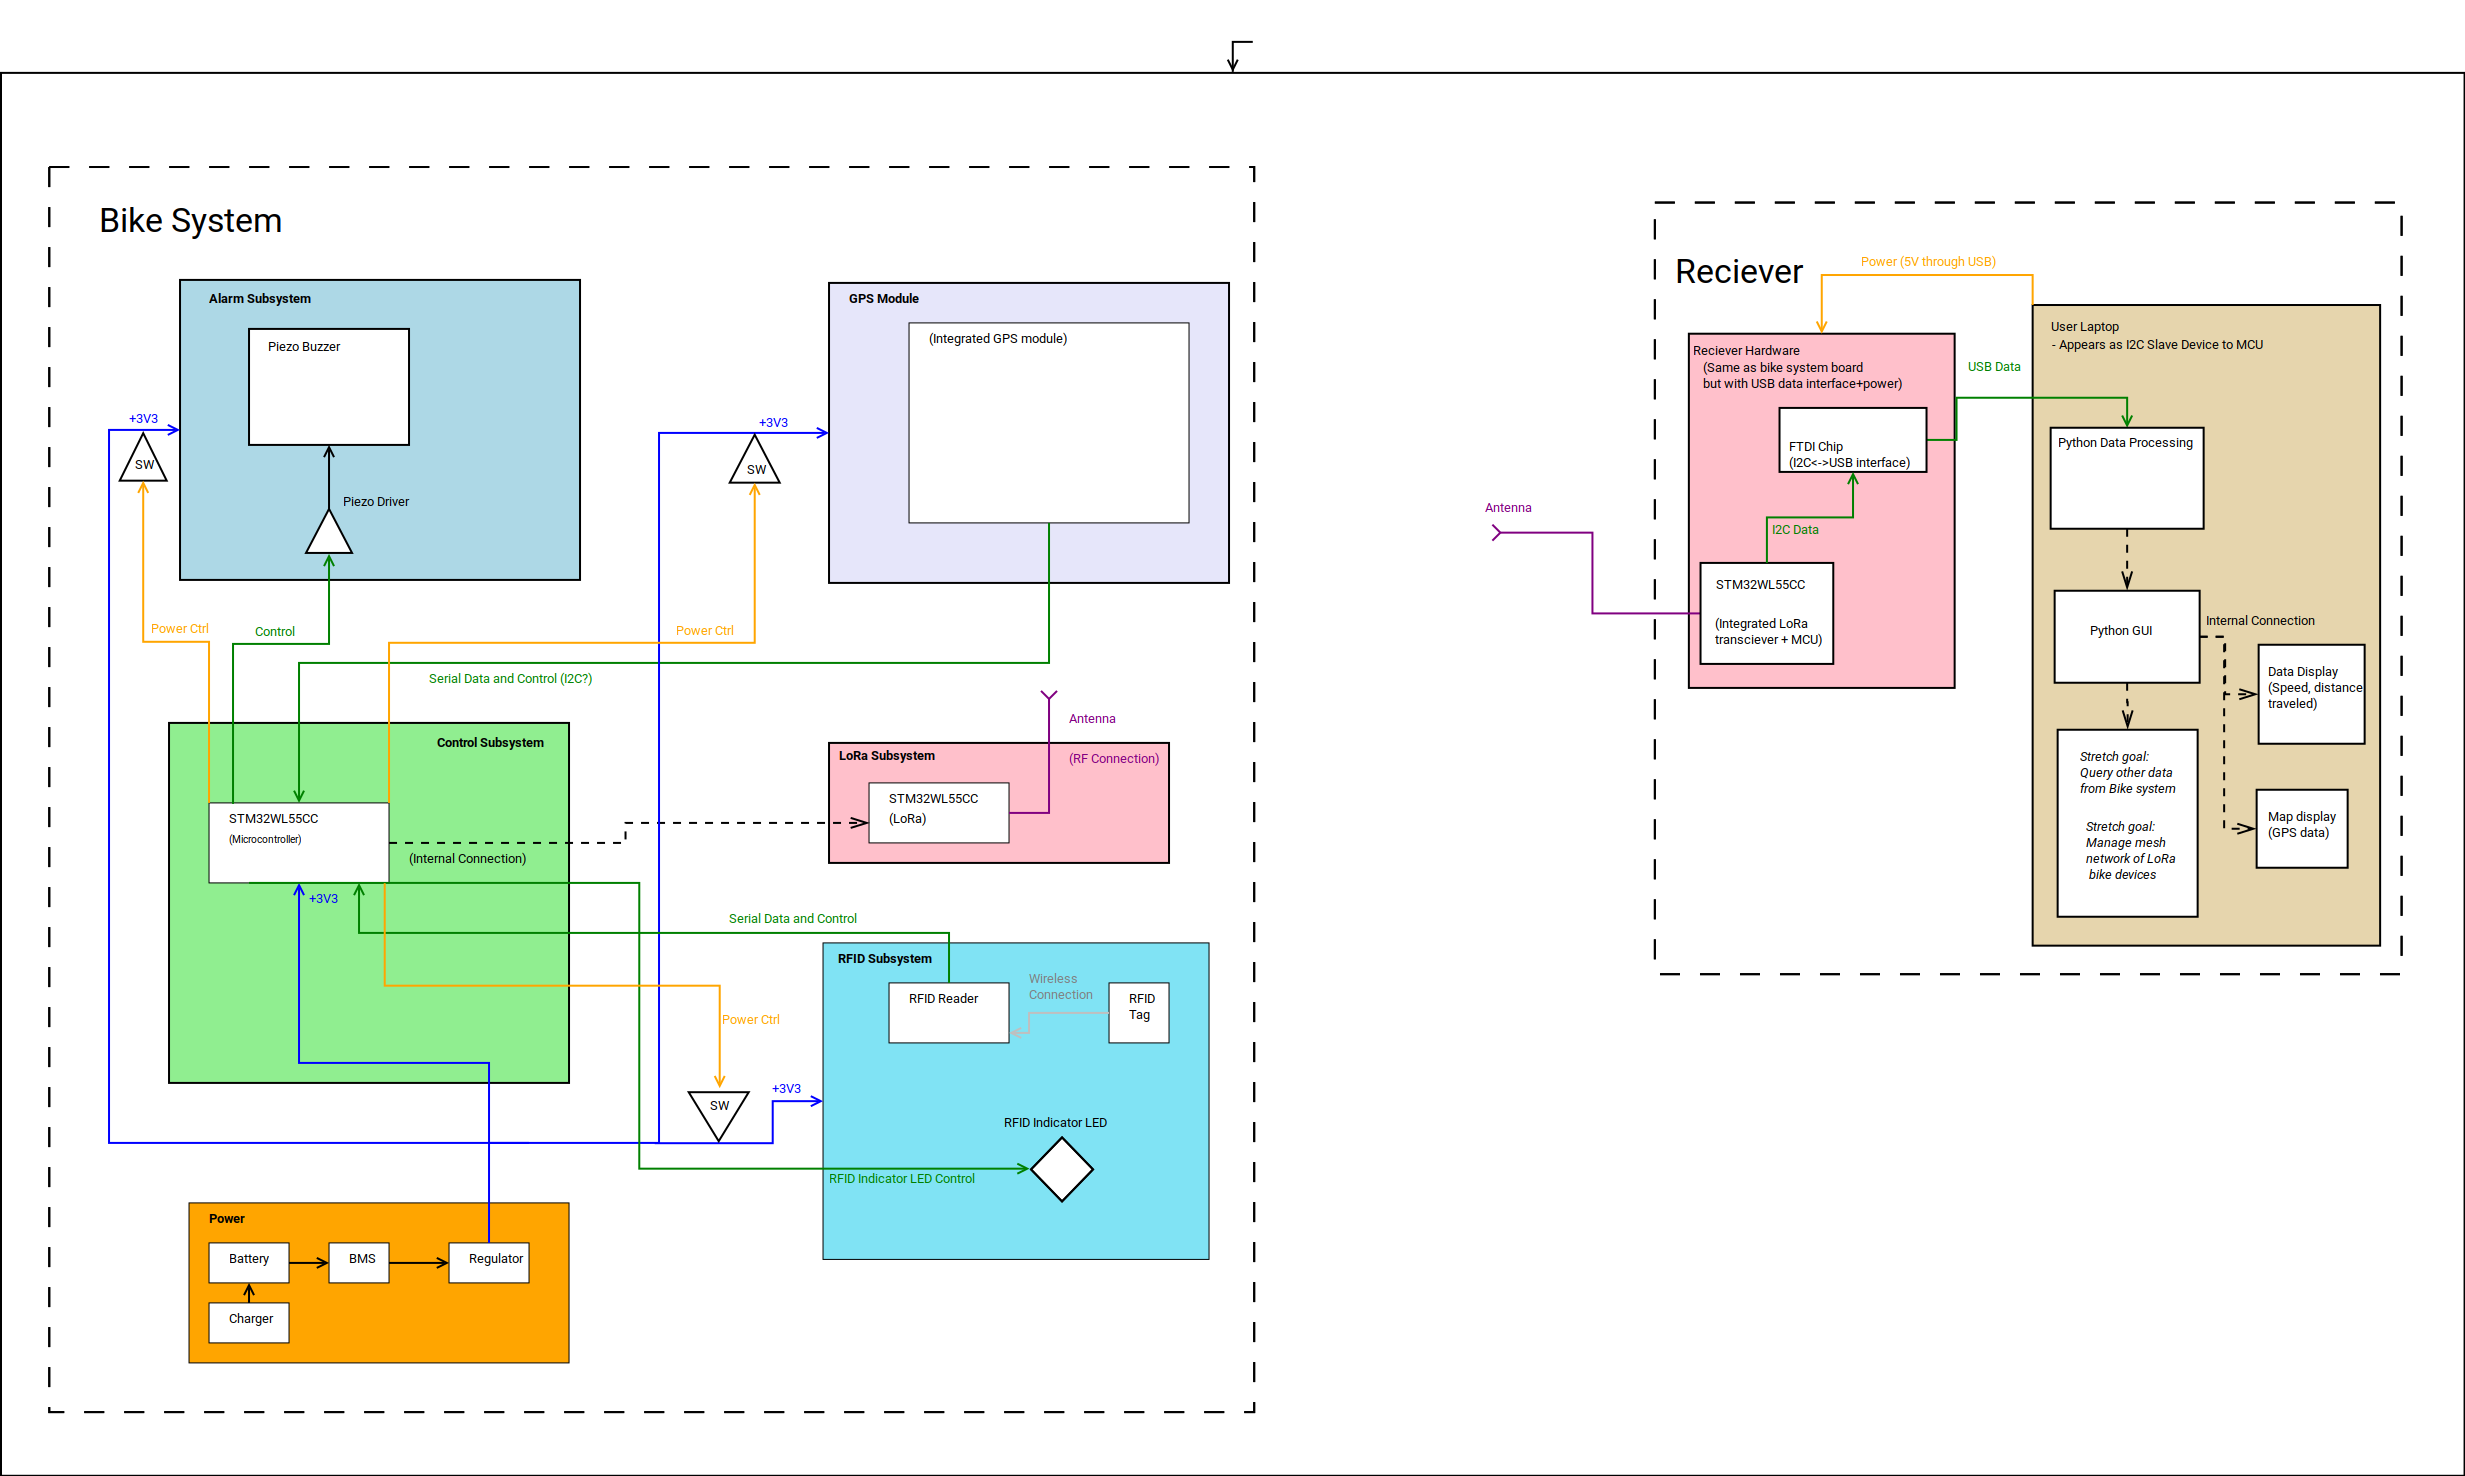 Bike System
Alarm Subsystem
Piezo Buzzer
+3V3
SW
Piezo Driver
Power Ctrl
Control
GPS Module
(Integrated GPS module)
+3V3
SW
Power Ctrl
Serial Data and Control (I2C?)
Control Subsystem
STM32WL55CC
(Microcontroller)
(Internal Connection)
+3V3
Antenna
(RF Connection)
LoRa Subsystem
STM32WL55CC
(LoRa)
Serial Data and Control
RFID Subsystem
RFID Reader
Wireless
Connection
RFID
Tag
Power Ctrl
SW
+3V3
RFID Indicator LED
RFID Indicator LED Control
Power
Battery
BMS
Regulator
Charger
Reciever
Power (5V through USB)
Antenna
Reciever Hardware
(Same as bike system board
but with USB data interface+power)
FTDI Chip
(I2C<->USB interface)
I2C Data
STM32WL55CC
(Integrated LoRa
transciever + MCU)
USB Data
User Laptop
- Appears as I2C Slave Device to MCU
Python Data Processing
Python GUI
Internal Connection
Data Display
(Speed, distance
traveled)
Map display
(GPS data)
Stretch goal:
Query other data
from Bike system
Stretch goal:
Manage mesh
network of LoRa
bike devices